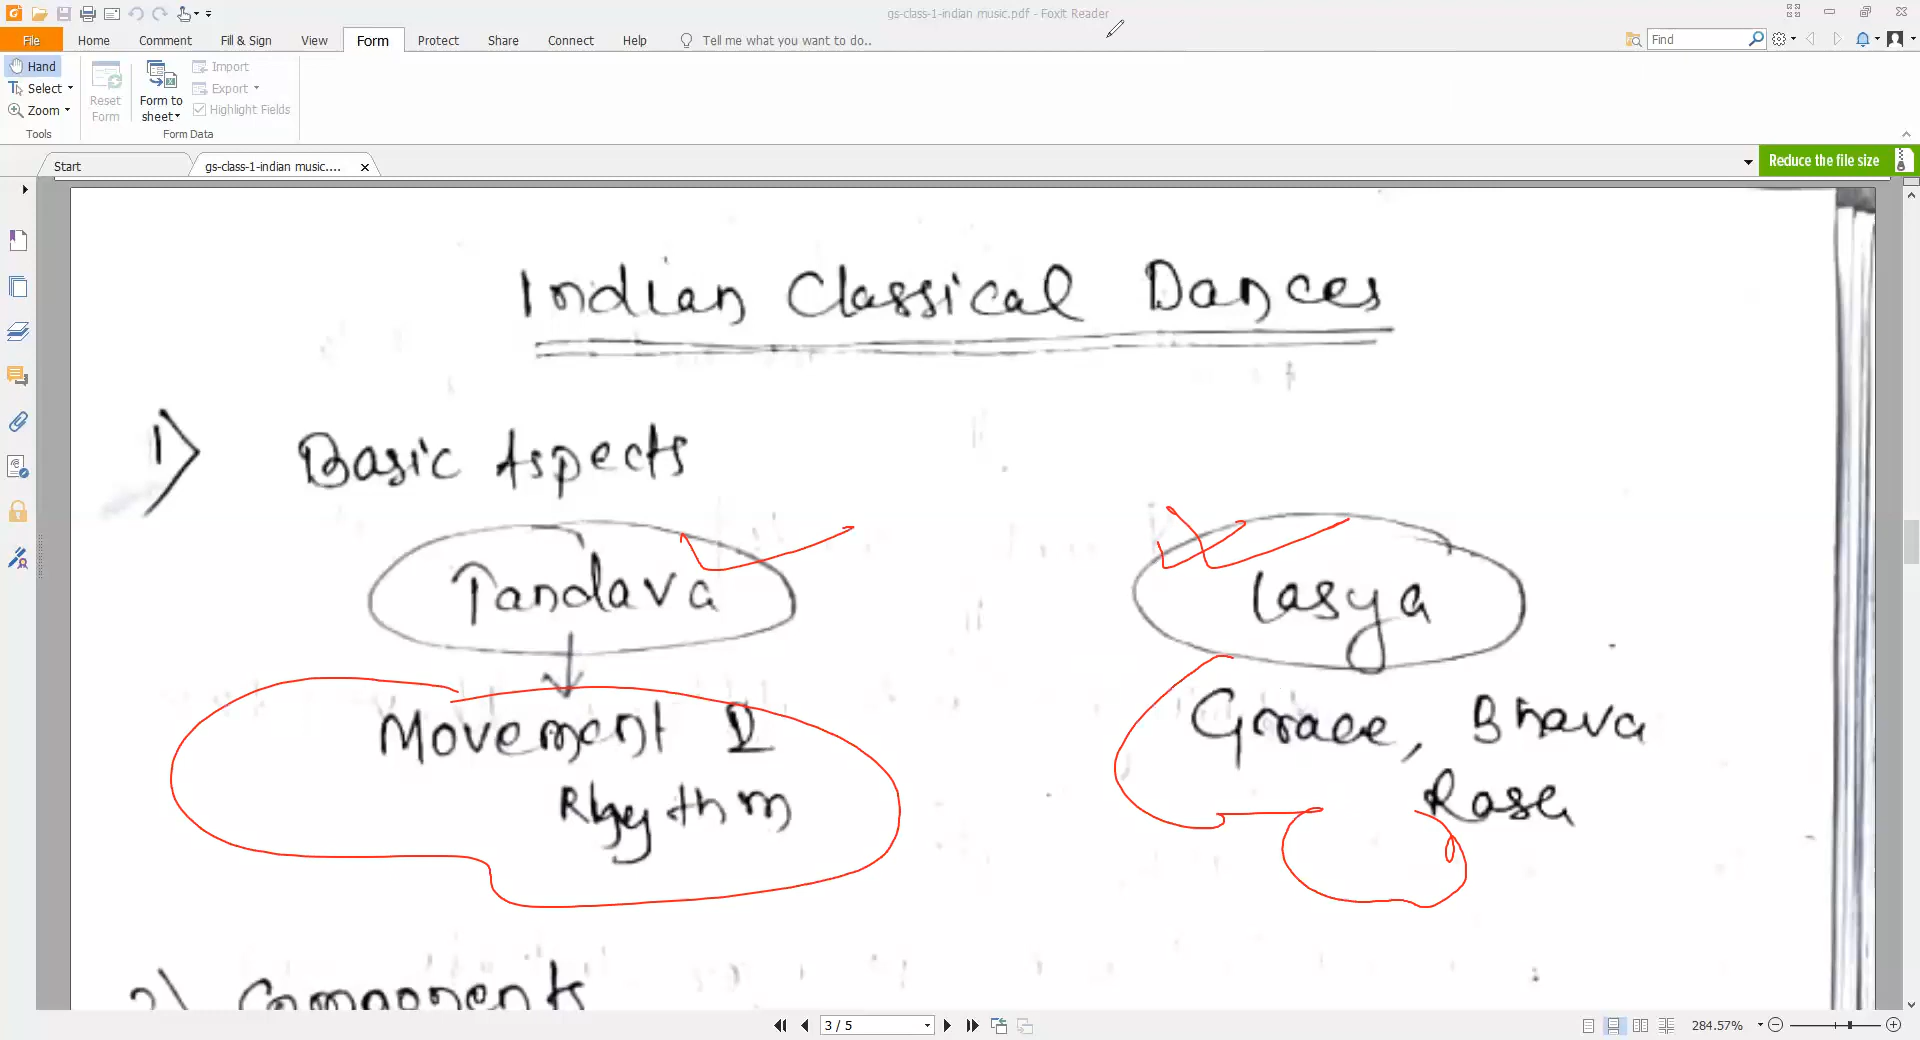 gs-class-1-indian music.pdf - Foxit Reader
File Home Comment Fill & Sign View Form Protect Share Connect Help Tell me what you want to do.. Find
Hand
Select
Zoom
Tools
Reset Form
Form to sheet
Import
Export
Highlight Fields
Form Data
Start
gs-class-1-indian music....
Reduce the file size
Indian Classical Dances
1) Basic Aspects
Tandava
lasya
Movement &
Rhythm
Grace, Bhava
Rasa
2) Components
3 / 5
284.57%